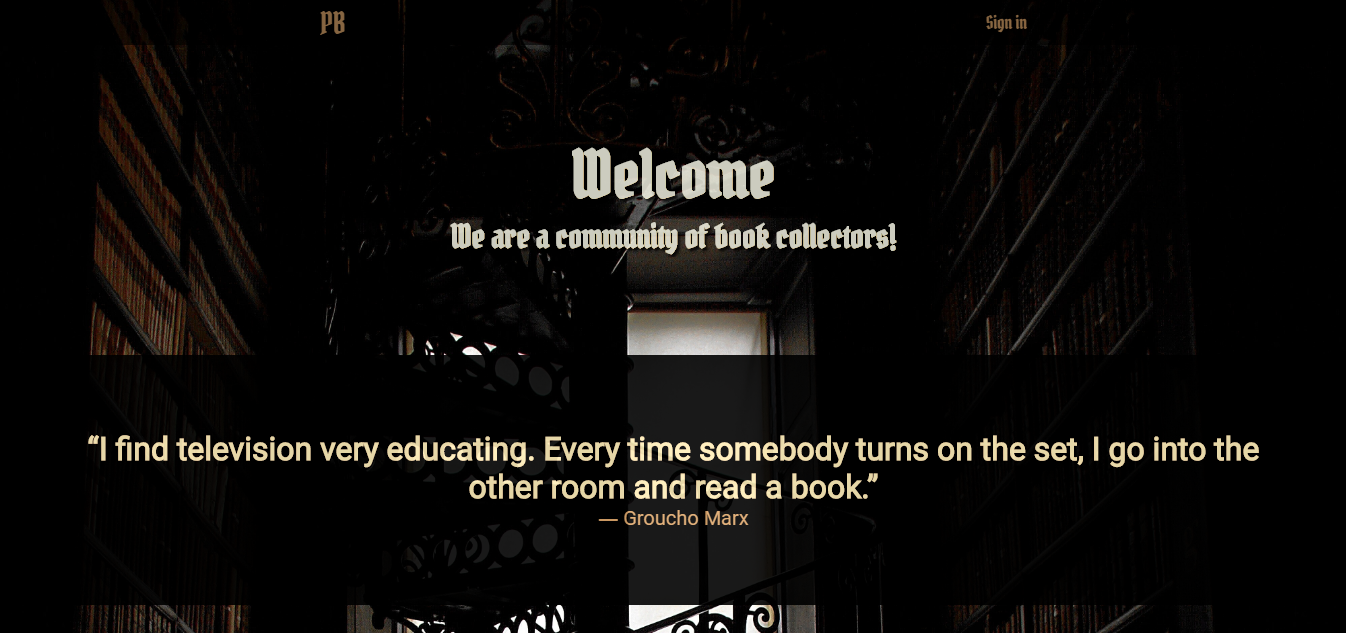 PB
Sign in
Welcome
We are a community of book collectors!
“I find television very educating. Every time somebody turns on the set, I go into the
other room and read a book.”
— Groucho Marx